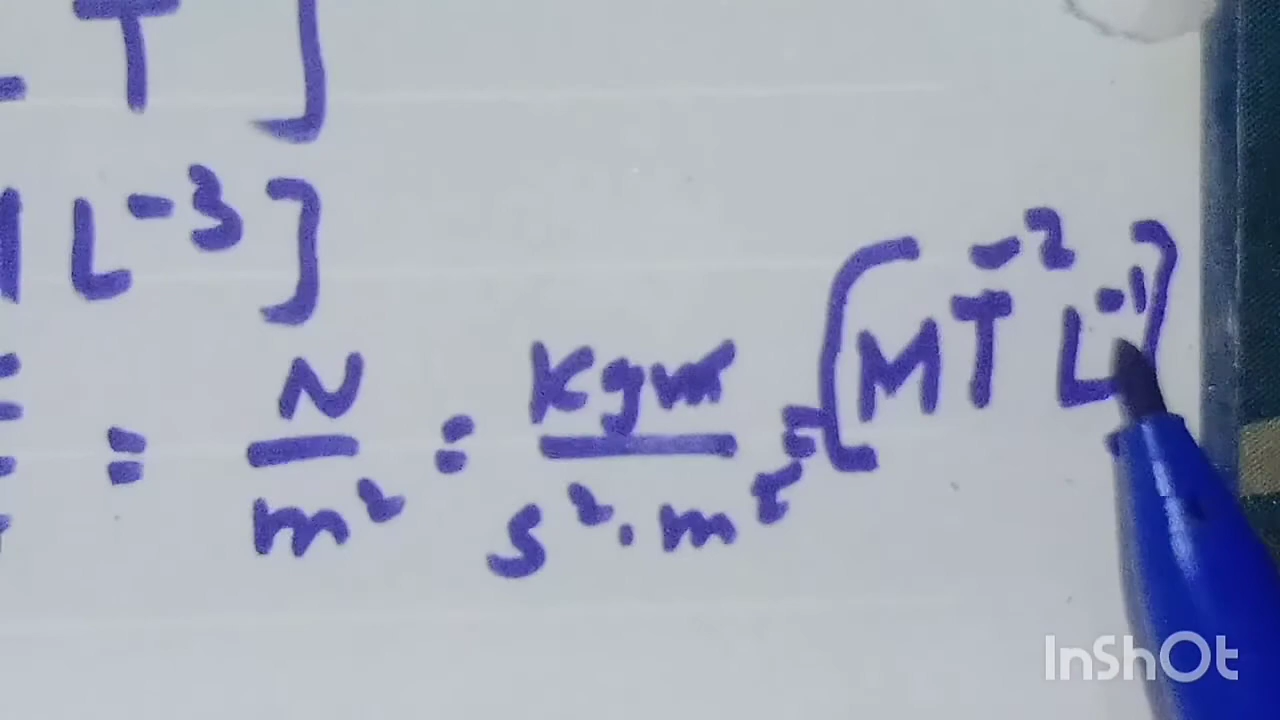 T ]
L⁻³ ]
= N/m² = Kgm/s².m² = [MT⁻²L⁻¹]
InShOt